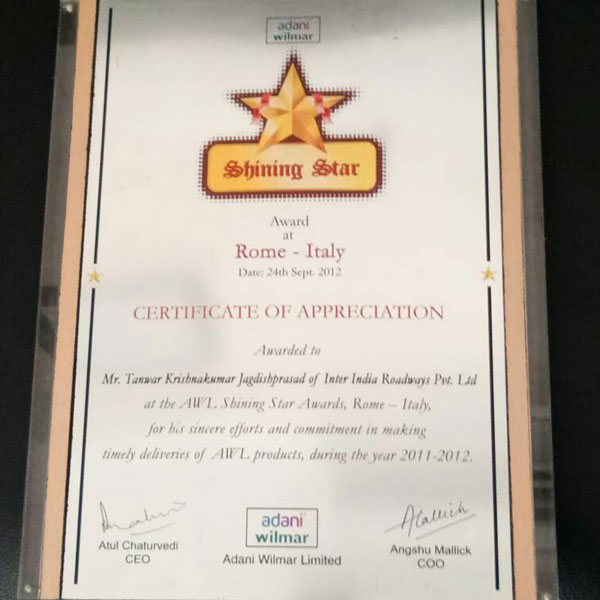 adani
wilmar
Shining Star
Award
at
Rome - Italy
Date: 24th Sept. 2012
CERTIFICATE OF APPRECIATION
Awarded to
Mr. Tanwar Krishnakumar Jagdishprasad of Inter India Roadways Pvt. Ltd
at the AWL Shining Star Awards, Rome – Italy,
for his sincere efforts and commitment in making
timely deliveries of AWL products, during the year 2011-2012.
adani
wilmar
Atul Chaturvedi
CEO
Adani Wilmar Limited
Angshu Mallick
COO